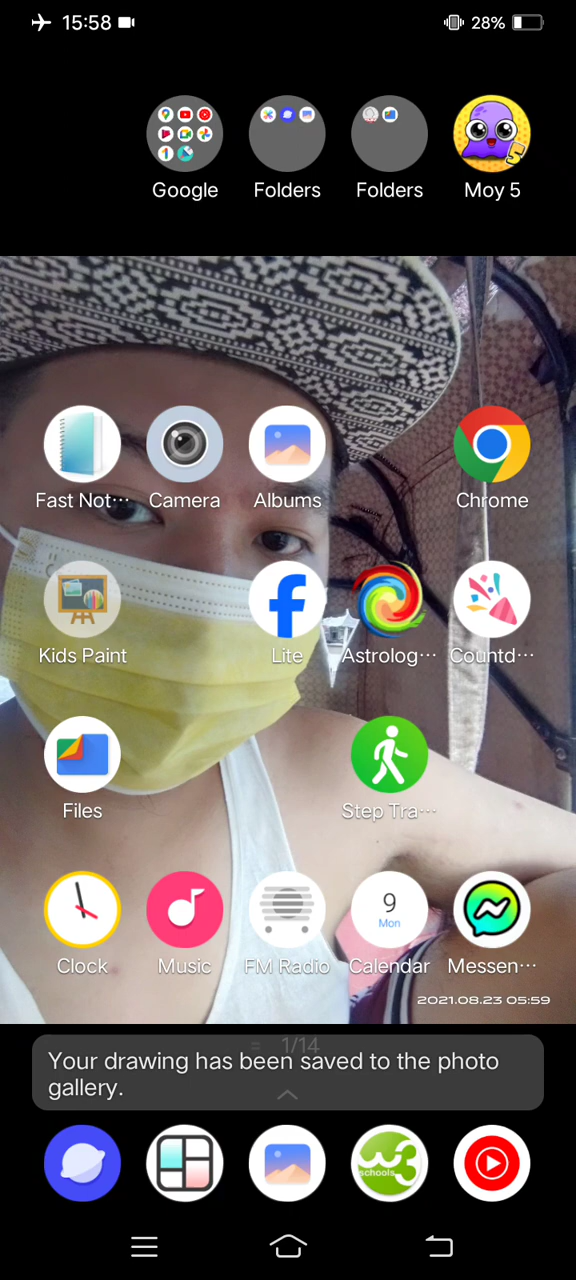 15:58
28%
Google
Folders
Folders
Moy 5
Fast Not···
Camera
Albums
Chrome
Kids Paint
Lite
Astrolog···
Countd···
Files
Step Tra···
9
Mon
Clock
Music
FM Radio
Calendar
Messen···
2021.08.23 05:59
1/14
Your drawing has been saved to the photo
gallery.
w3
schools